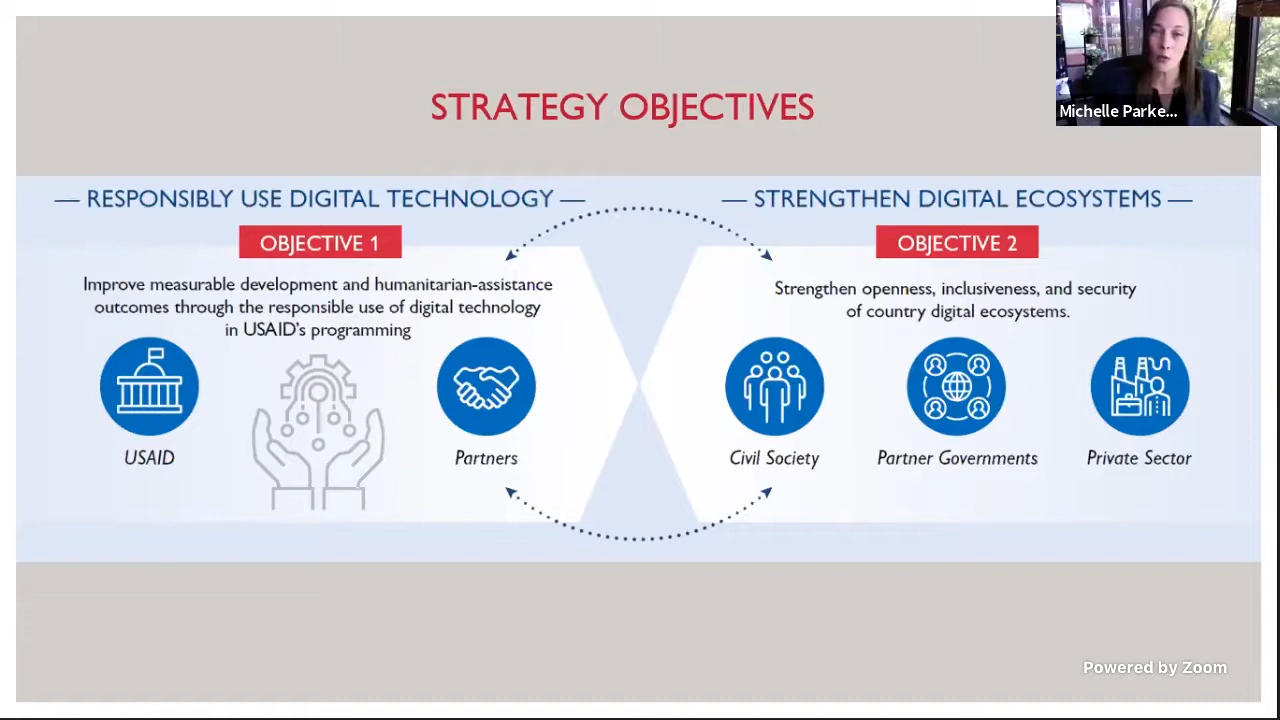 STRATEGY OBJECTIVES
Michelle Parke...
— RESPONSIBLY USE DIGITAL TECHNOLOGY —
OBJECTIVE 1
Improve measurable development and humanitarian-assistance
outcomes through the responsible use of digital technology
in USAID's programming
USAID
Partners
— STRENGTHEN DIGITAL ECOSYSTEMS —
OBJECTIVE 2
Strengthen openness, inclusiveness, and security
of country digital ecosystems.
Civil Society
Partner Governments
Private Sector
Powered by Zoom